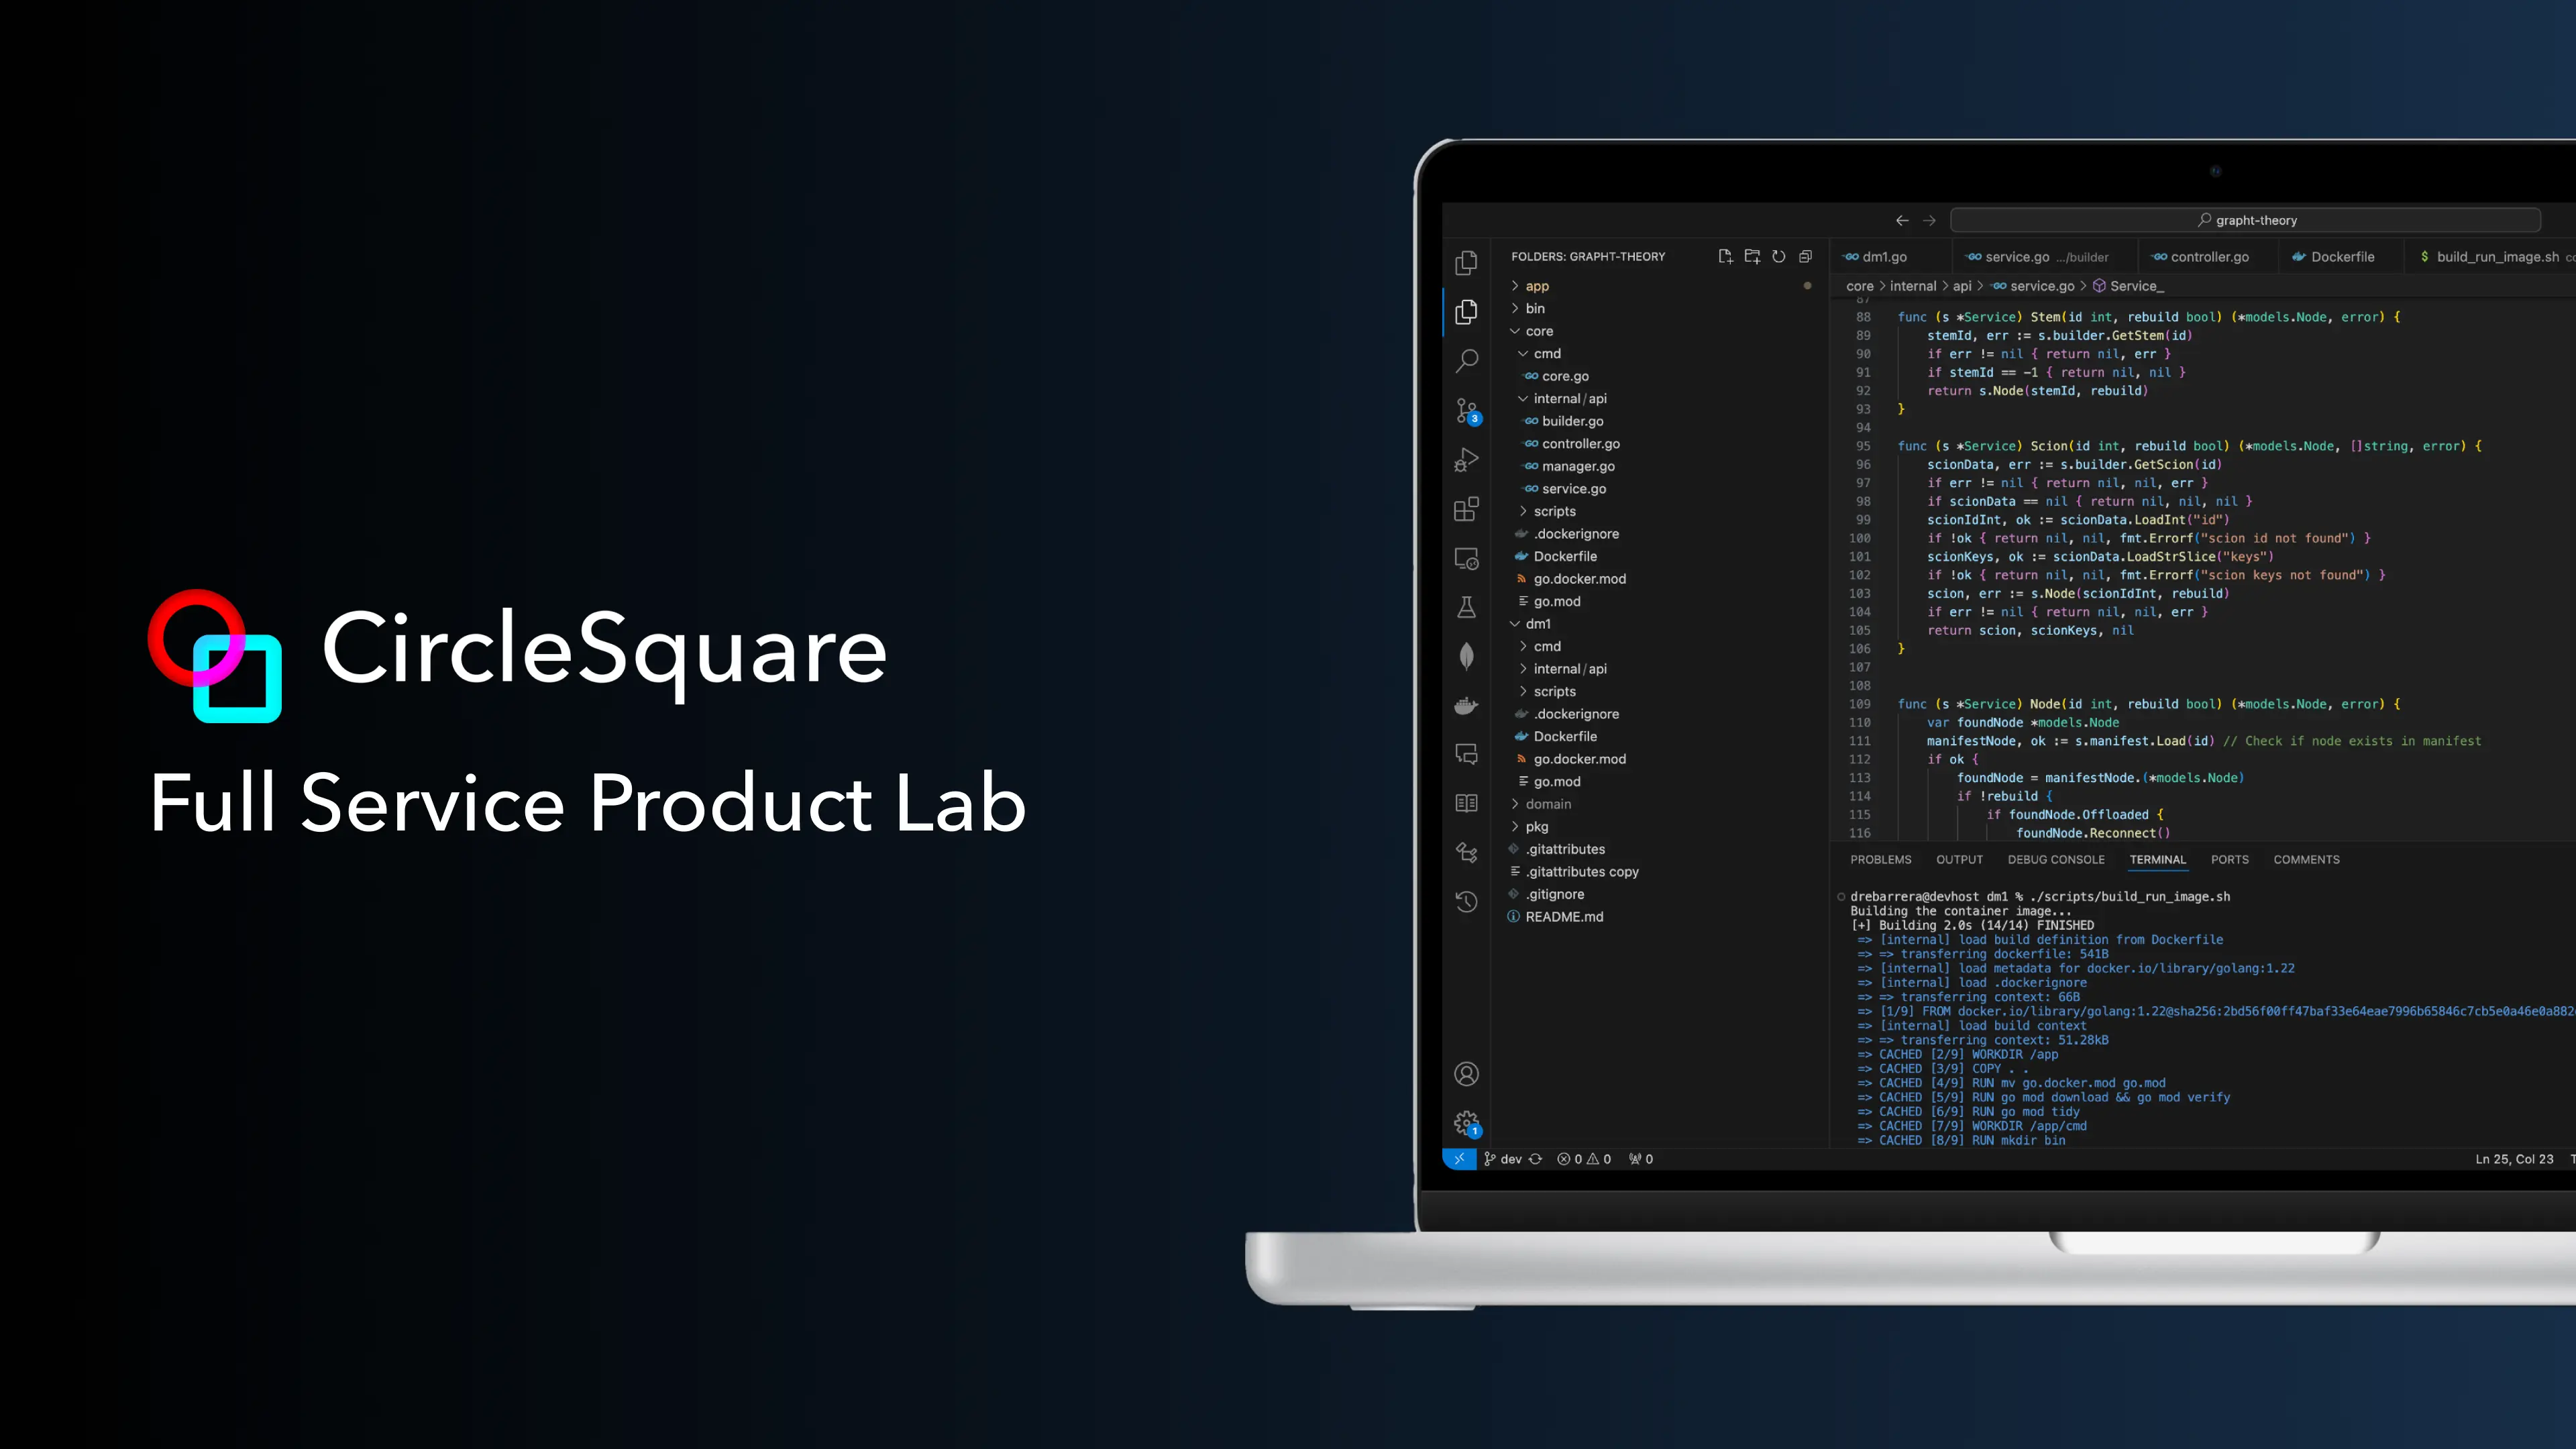 CircleSquare
Full Service Product Lab
grapht-theory
FOLDERS: GRAPHT-THEORY
app
bin
core
cmd
core.go
internal/api
builder.go
controller.go
manager.go
service.go
scripts
.dockerignore
Dockerfile
go.docker.mod
go.mod
dm1
cmd
internal/api
scripts
.dockerignore
Dockerfile
go.docker.mod
go.mod
domain
pkg
.gitattributes
.gitattributes copy
.gitignore
README.md
3
1
dm1.go service.go .../builder controller.go Dockerfile $ build_run_image.sh
core > internal > api > service.go > Service_
87
88 func (s *Service) Stem(id int, rebuild bool) (*models.Node, error) {
89 stemId, err := s.builder.GetStem(id)
90 if err != nil { return nil, err }
91 if stemId == -1 { return nil, nil }
92 return s.Node(stemId, rebuild)
93 }
94
95 func (s *Service) Scion(id int, rebuild bool) (*models.Node, []string, error) {
96 scionData, err := s.builder.GetScion(id)
97 if err != nil { return nil, nil, err }
98 if scionData == nil { return nil, nil, nil }
99 scionIdInt, ok := scionData.LoadInt("id")
100 if !ok { return nil, nil, fmt.Errorf("scion id not found") }
101 scionKeys, ok := scionData.LoadStrSlice("keys")
102 if !ok { return nil, nil, fmt.Errorf("scion keys not found") }
103 scion, err := s.Node(scionIdInt, rebuild)
104 if err != nil { return nil, nil, err }
105 return scion, scionKeys, nil
106 }
107
108
109 func (s *Service) Node(id int, rebuild bool) (*models.Node, error) {
110 var foundNode *models.Node
111 manifestNode, ok := s.manifest.Load(id) // Check if node exists in manifest
112 if ok {
113 foundNode = manifestNode.(*models.Node)
114 if !rebuild {
115 if foundNode.Offloaded {
116 foundNode.Reconnect()
PROBLEMS OUTPUT DEBUG CONSOLE TERMINAL PORTS COMMENTS
drebarrera@devhost dm1 % ./scripts/build_run_image.sh
Building the container image...
[+] Building 2.0s (14/14) FINISHED
=> [internal] load build definition from Dockerfile
=> => transferring dockerfile: 541B
=> [internal] load metadata for docker.io/library/golang:1.22
=> [internal] load .dockerignore
=> => transferring context: 66B
=> [1/9] FROM docker.io/library/golang:1.22@sha256:2bd56f00ff47baf33e64eae7996b65846c7cb5e0a46e0a882
=> [internal] load build context
=> => transferring context: 51.28kB
=> CACHED [2/9] WORKDIR /app
=> CACHED [3/9] COPY . .
=> CACHED [4/9] RUN mv go.docker.mod go.mod
=> CACHED [5/9] RUN go mod download && go mod verify
=> CACHED [6/9] RUN go mod tidy
=> CACHED [7/9] WORKDIR /app/cmd
=> CACHED [8/9] RUN mkdir bin
dev 0 0 0 Ln 25, Col 23